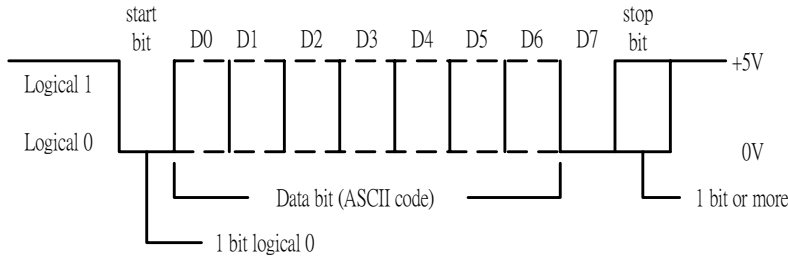 start bit
D0 D1 D2 D3 D4 D5 D6 D7
stop bit
+5V
Logical 1
Logical 0
0V
Data bit (ASCII code)
1 bit or more
1 bit logical 0